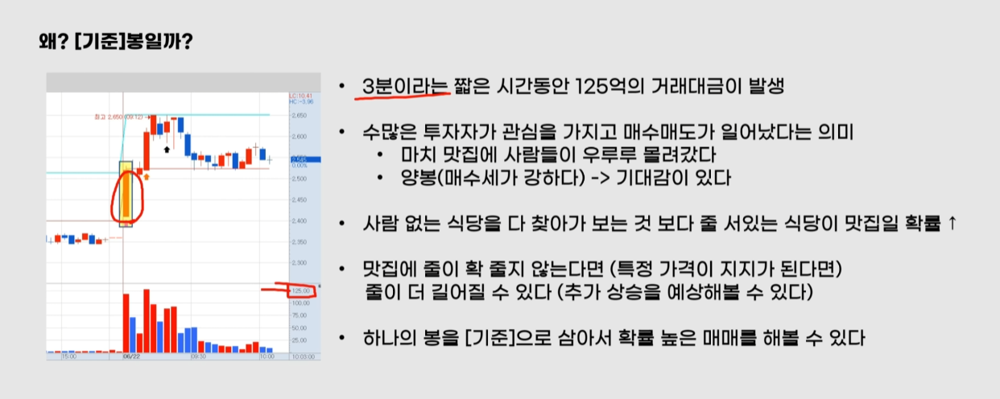 왜? [기준]봉일까?
LC:10.41
HC:-3.96
최고 2,650 (09:12) →
2,650
2,600
2,550
2,545
0.00%
2,500
2,450
2,400
2,350
2,300
125.00
100.00
75.00
50.00
25.00
15:00
06/22
09:30
10:00
10:03:00
• 3분이라는 짧은 시간동안 125억의 거래대금이 발생
• 수많은 투자자가 관심을 가지고 매수매도가 일어났다는 의미
• 마치 맛집에 사람들이 우루루 몰려갔다
• 양봉(매수세가 강하다) -> 기대감이 있다
• 사람 없는 식당을 다 찾아가 보는 것 보다 줄 서있는 식당이 맛집일 확률 ↑
• 맛집에 줄이 확 줄지 않는다면 (특정 가격이 지지가 된다면)
줄이 더 길어질 수 있다 (추가 상승을 예상해볼 수 있다)
• 하나의 봉을 [기준]으로 삼아서 확률 높은 매매를 해볼 수 있다